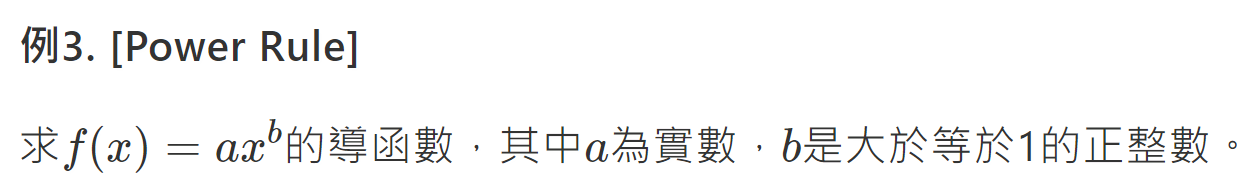 例3. [Power Rule]
求f(x) = ax^b的導函數，其中a為實數，b是大於等於1的正整數。